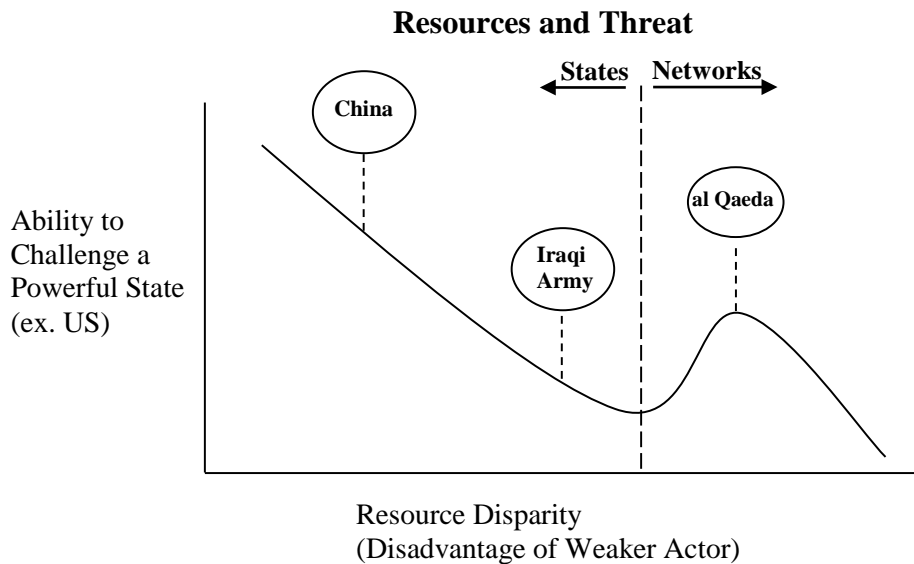 Resources and Threat
States Networks
China
al Qaeda
Ability to
Challenge a
Powerful State
(ex. US)
Iraqi
Army
Resource Disparity
(Disadvantage of Weaker Actor)